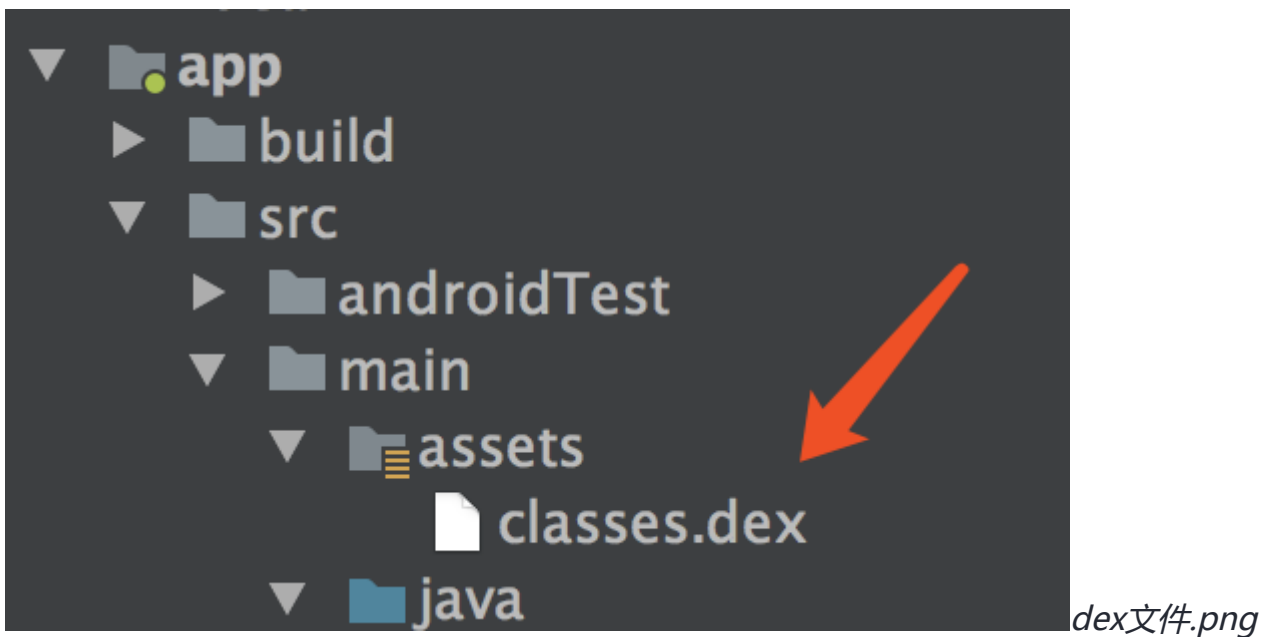 app
build
src
androidTest
main
assets
classes.dex
java
dex文件.png